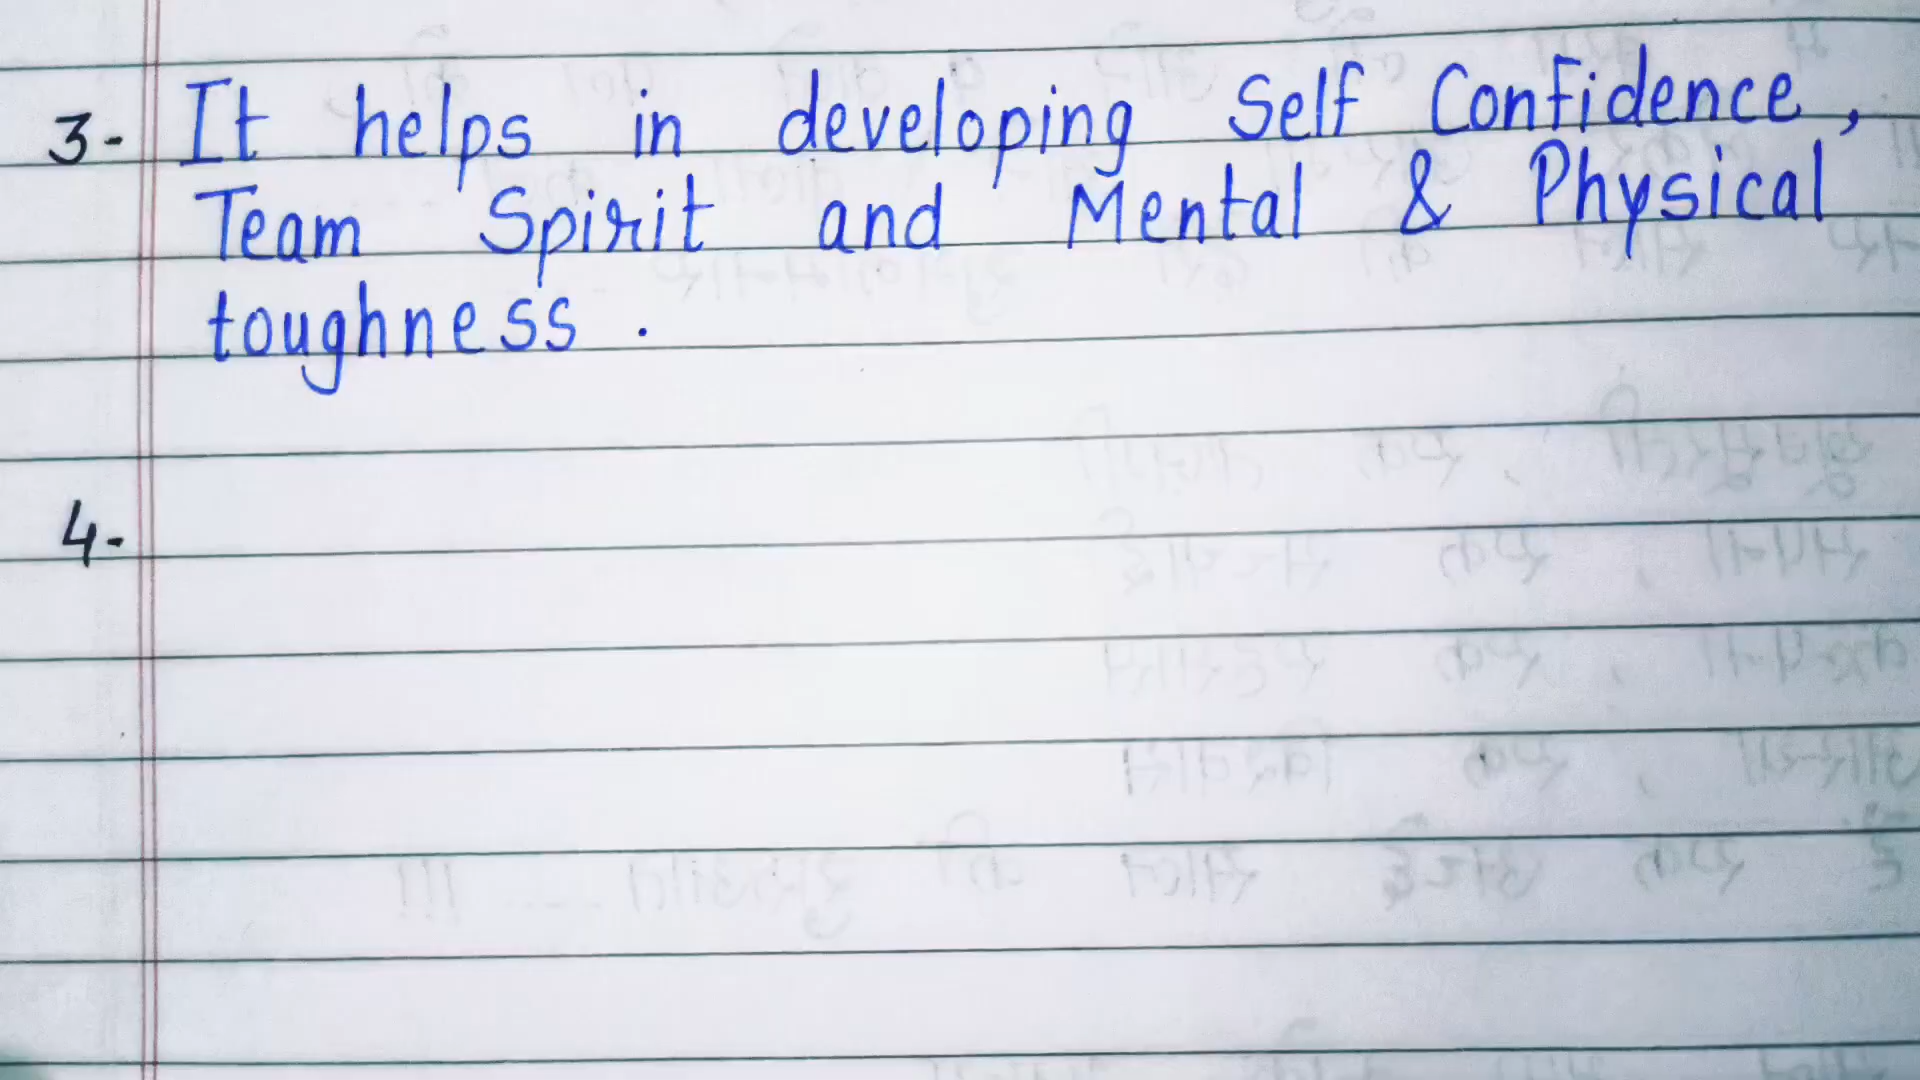 3- It helps in developing Self Confidence,
Team Spirit and Mental & Physical
toughness.
4-